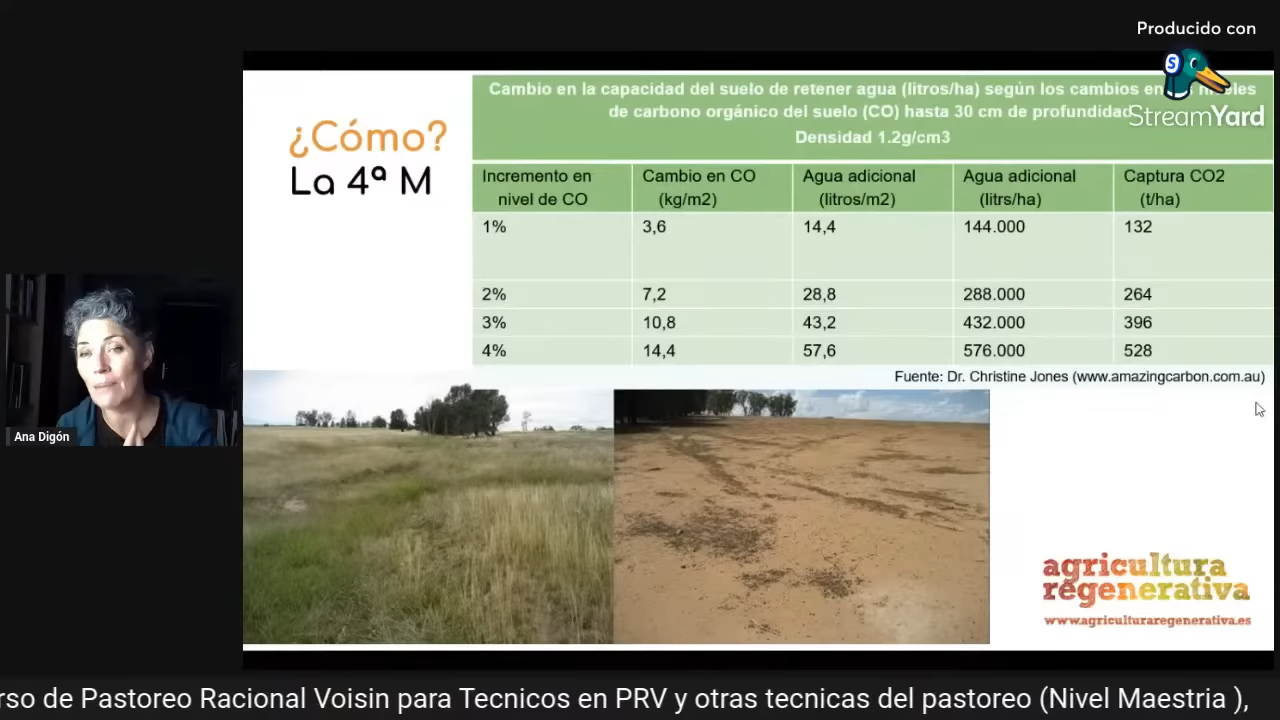 Producido con
StreamYard
Cambio en la capacidad del suelo de retener agua (litros/ha) según los cambios en
de carbono orgánico del suelo (CO) hasta 30 cm de profundidad
Densidad 1.2g/cm3
¿Cómo?
La 4ª M
Incremento en nivel de CO Cambio en CO (kg/m2) Agua adicional (litros/m2) Agua adicional (litrs/ha) Captura CO2 (t/ha)
1% 3,6 14,4 144.000 132
2% 7,2 28,8 288.000 264
3% 10,8 43,2 432.000 396
4% 14,4 57,6 576.000 528
Fuente: Dr. Christine Jones (www.amazingcarbon.com.au)
Ana Digón
agricultura
regenerativa
www.agriculturaregenerativa.es
rso de Pastoreo Racional Voisin para Tecnicos en PRV y otras tecnicas del pastoreo (Nivel Maestria ),